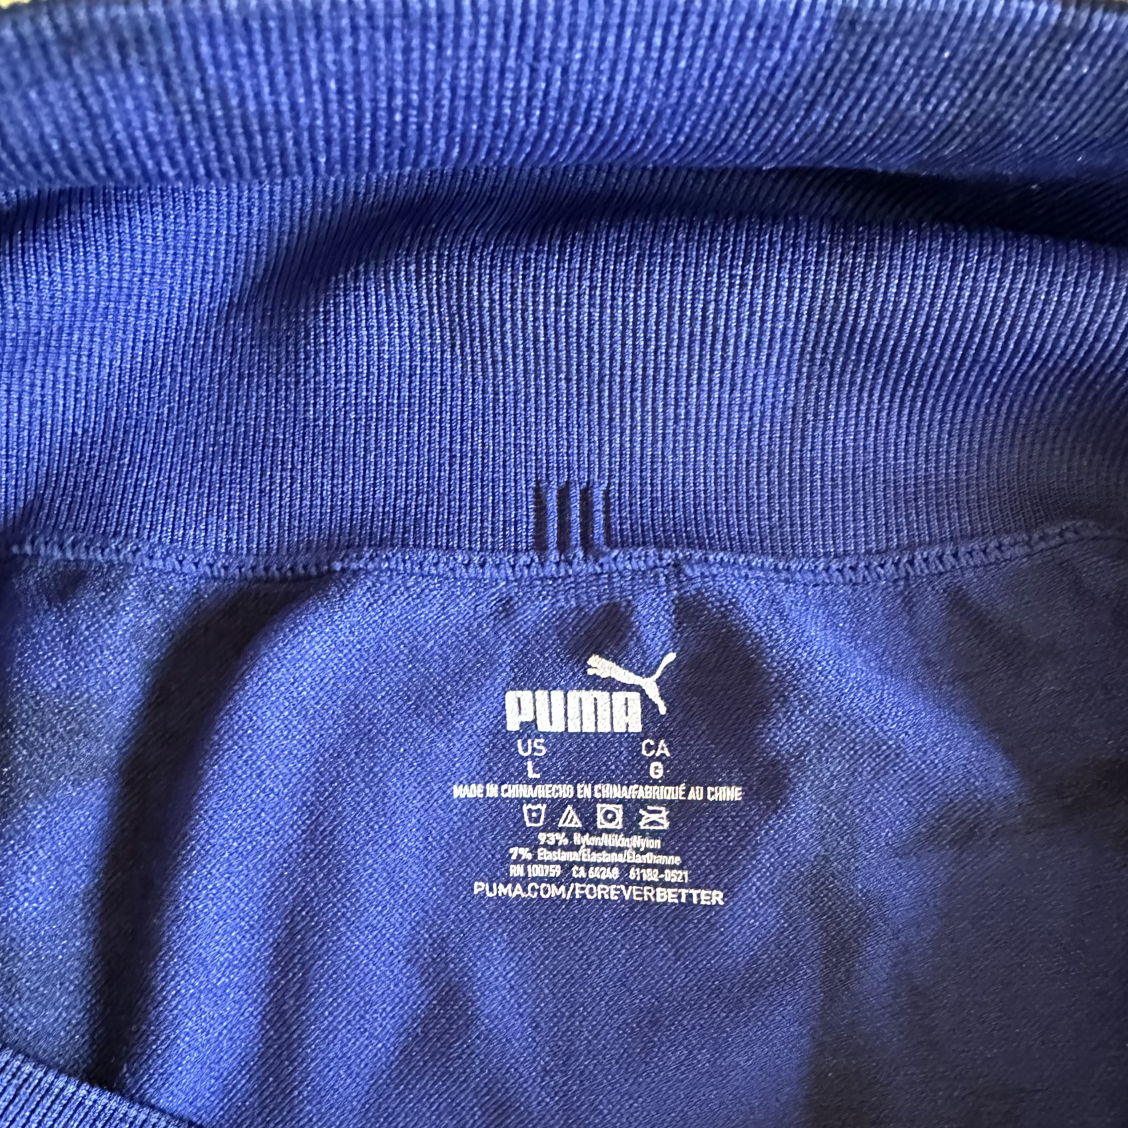 PUMA
US CA
L G
MADE IN CHINA/HECHO EN CHINA/FABRIQUÉ AU CHINE
93% Nylon/Nilón/Nylon
7% Elastane/Elastano/Élasthanne
RN 100759 CA 64248 61182-0521
PUMA.COM/FOREVERBETTER